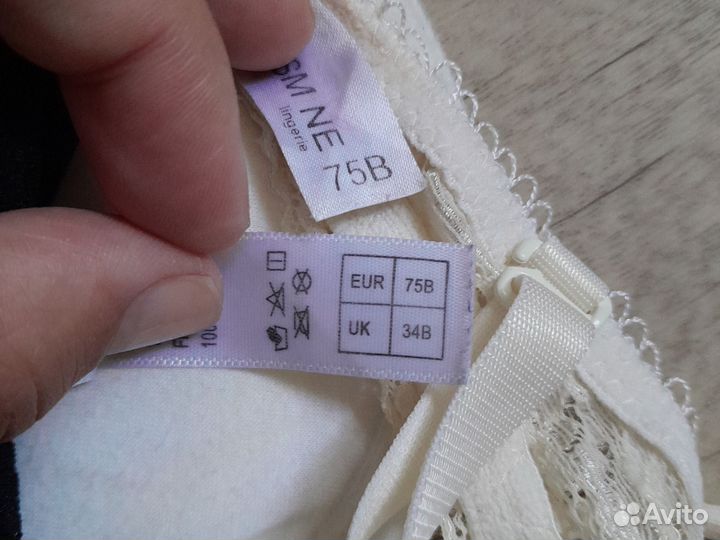 SM NE
lingerie
75B
EUR 75B
UK 34B
Avito